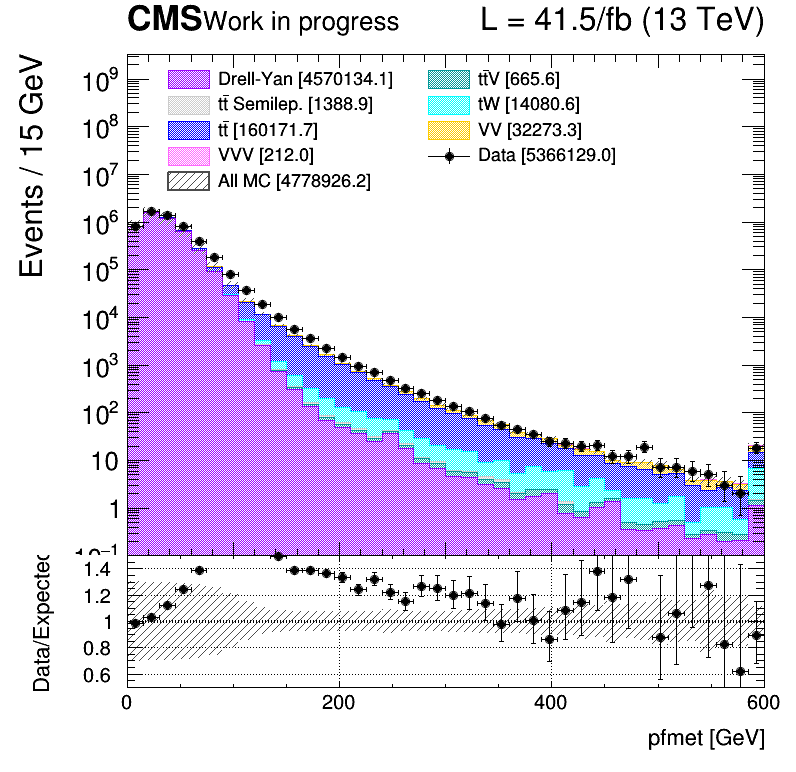 CMS Work in progress L = 41.5/fb (13 TeV)
Events / 15 GeV
Drell-Yan [4570134.1]
tt̄ Semilep. [1388.9]
tt̄ [160171.7]
VVV [212.0]
All MC [4778926.2]
tt̄V [665.6]
tW [14080.6]
VV [32273.3]
Data [5366129.0]
10⁹
10⁸
10⁷
10⁶
10⁵
10⁴
10³
10²
10
1
10⁻¹
Data/Expected
1.4
1.2
1
0.8
0.6
0 200 400 600
pfmet [GeV]